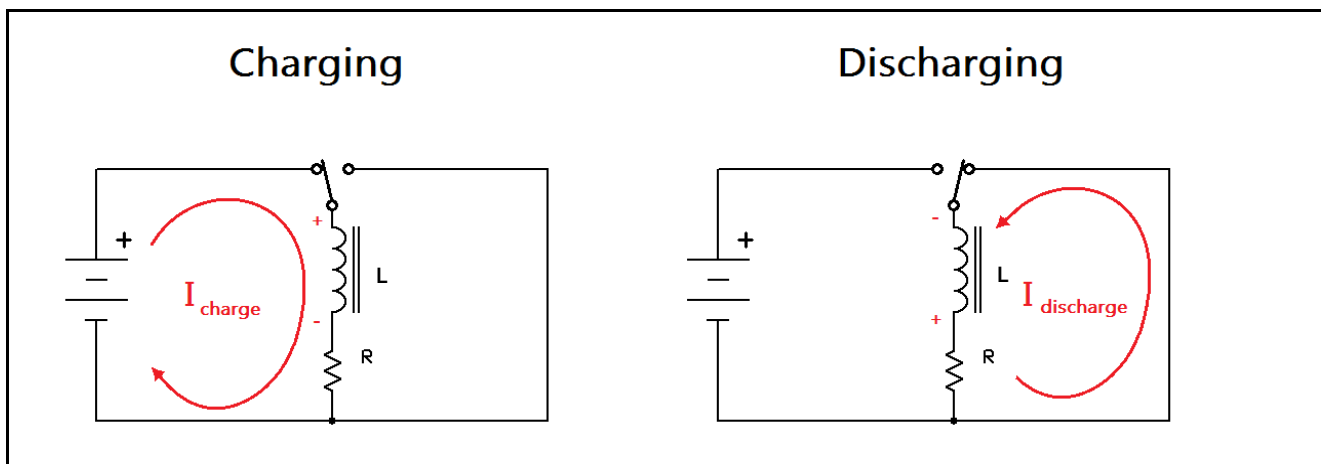 Charging
+
+
L
I charge
-
R
Discharging
+
-
L
I discharge
+
R